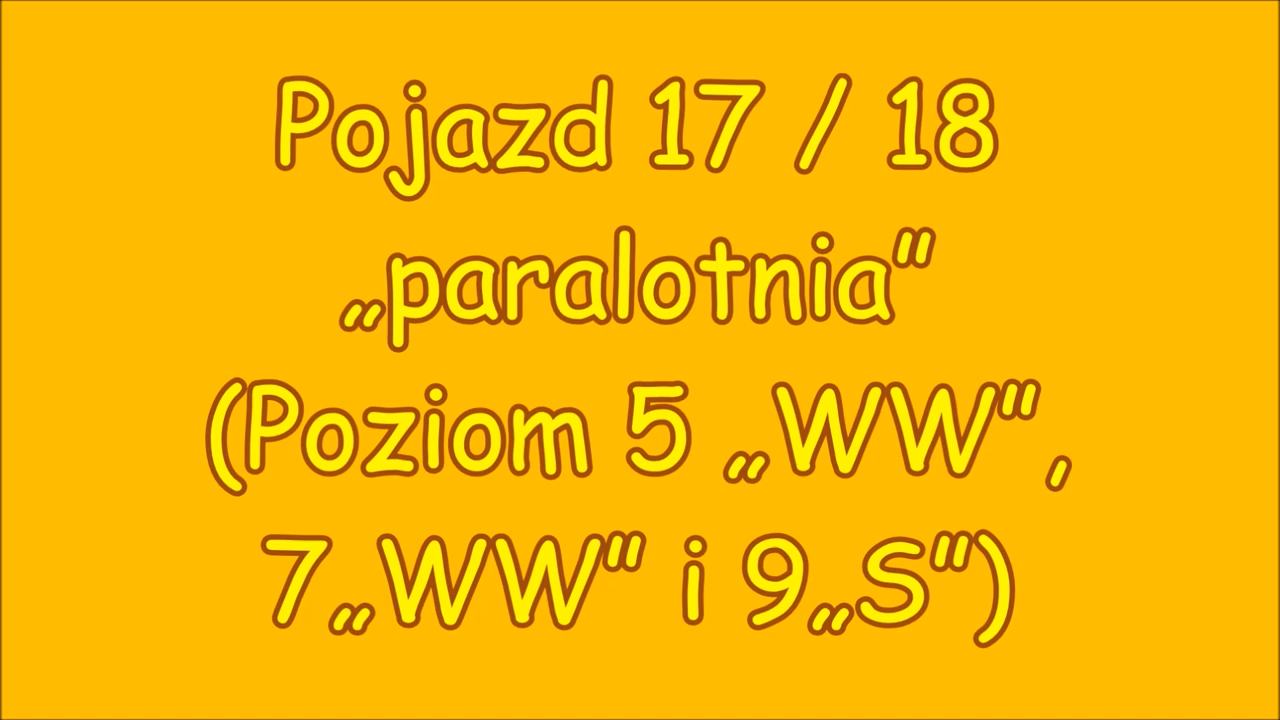 Pojazd 17 / 18
„paralotnia”
(Poziom 5 „WW”,
7„WW” i 9„S”)